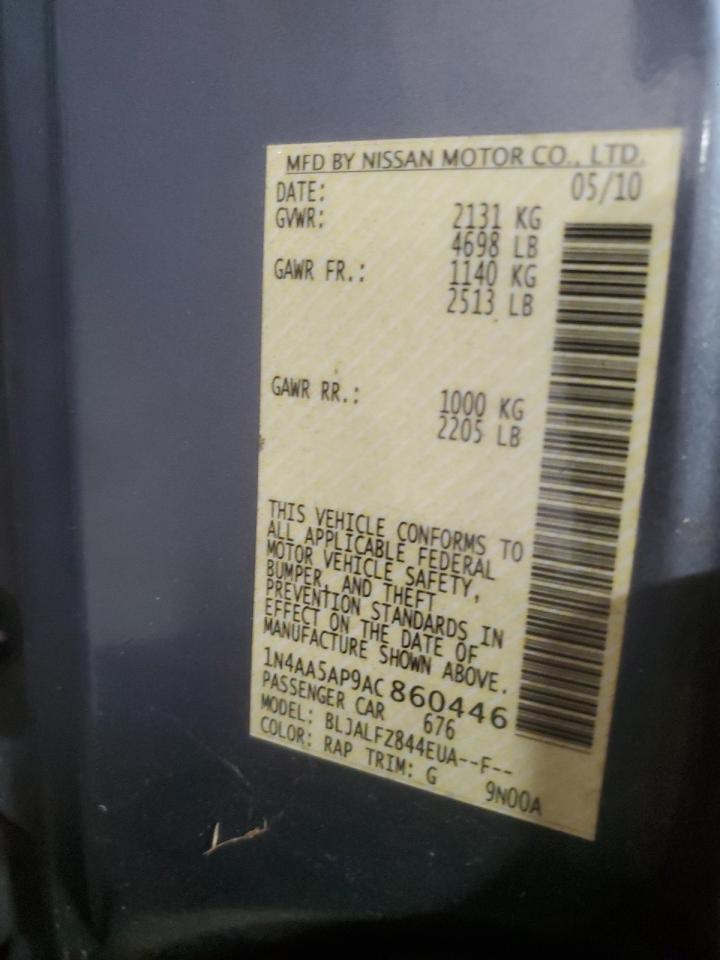 MFD BY NISSAN MOTOR CO., LTD.
DATE: 05/10
GVWR: 2131 KG
4698 LB
GAWR FR.: 1140 KG
2513 LB
GAWR RR.: 1000 KG
2205 LB
THIS VEHICLE CONFORMS TO
ALL APPLICABLE FEDERAL
MOTOR VEHICLE SAFETY,
BUMPER, AND THEFT
PREVENTION STANDARDS IN
EFFECT ON THE DATE OF
MANUFACTURE SHOWN ABOVE.
1N4AA5AP9AC860446
PASSENGER CAR 676
MODEL: BLJALFZ844EUA--F--
COLOR: RAP TRIM: G 9N00A